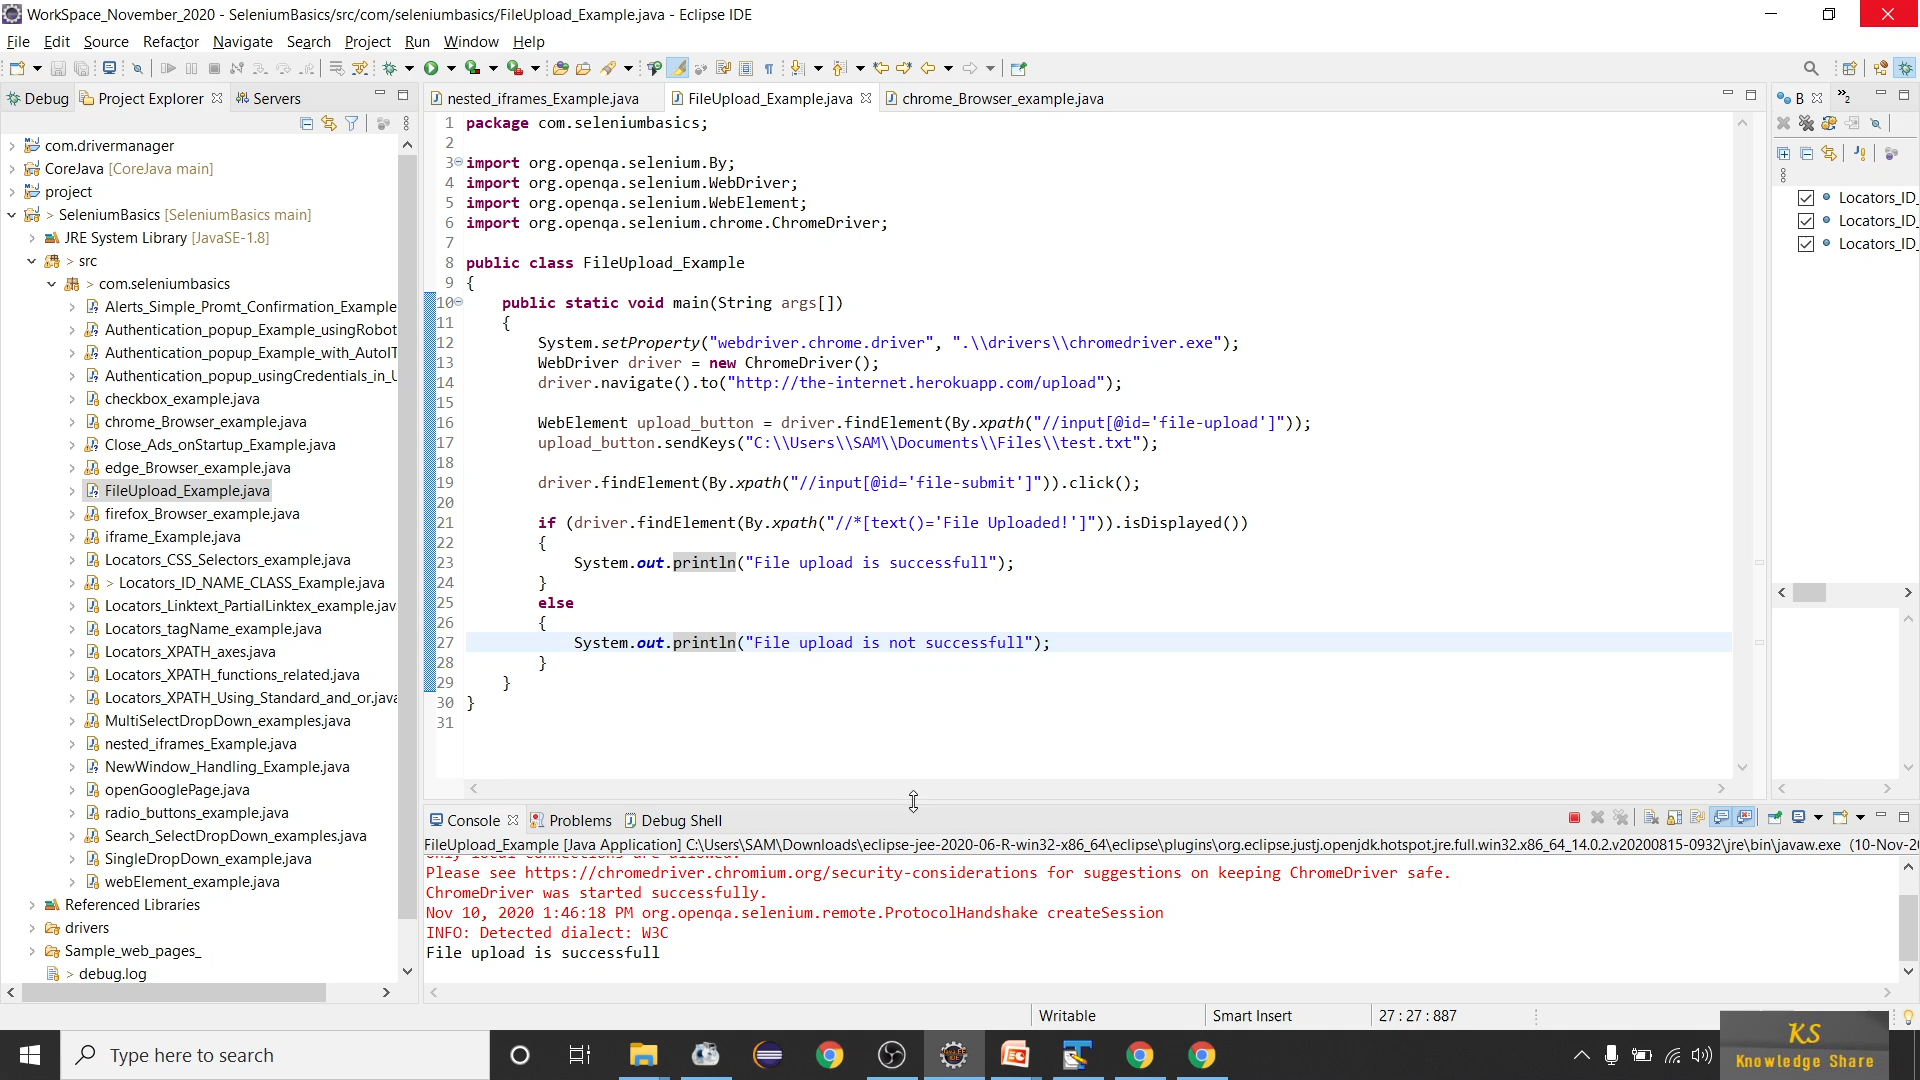 WorkSpace_November_2020 - SeleniumBasics/src/com/seleniumbasics/FileUpload_Example.java - Eclipse IDE
File Edit Source Refactor Navigate Search Project Run Window Help
Debug Project Explorer Servers
nested_iframes_Example.java FileUpload_Example.java chrome_Browser_example.java
B 2
com.drivermanager
CoreJava [CoreJava main]
project
> SeleniumBasics [SeleniumBasics main]
JRE System Library [JavaSE-1.8]
> src
> com.seleniumbasics
Alerts_Simple_Promt_Confirmation_Example
Authentication_popup_Example_usingRobot
Authentication_popup_Example_with_AutoIT
Authentication_popup_usingCredentials_in_U
checkbox_example.java
chrome_Browser_example.java
Close_Ads_onStartup_Example.java
edge_Browser_example.java
FileUpload_Example.java
firefox_Browser_example.java
iframe_Example.java
Locators_CSS_Selectors_example.java
> Locators_ID_NAME_CLASS_Example.java
Locators_Linktext_PartialLinktex_example.jav
Locators_tagName_example.java
Locators_XPATH_axes.java
Locators_XPATH_functions_related.java
Locators_XPATH_Using_Standard_and_or.java
MultiSelectDropDown_examples.java
nested_iframes_Example.java
NewWindow_Handling_Example.java
openGooglePage.java
radio_buttons_example.java
Search_SelectDropDown_examples.java
SingleDropDown_example.java
webElement_example.java
Referenced Libraries
drivers
Sample_web_pages_
> debug.log
1 package com.seleniumbasics;
2
3 import org.openqa.selenium.By;
4 import org.openqa.selenium.WebDriver;
5 import org.openqa.selenium.WebElement;
6 import org.openqa.selenium.chrome.ChromeDriver;
7
8 public class FileUpload_Example
9 {
10 public static void main(String args[])
11 {
12 System.setProperty("webdriver.chrome.driver", ".\\drivers\\chromedriver.exe");
13 WebDriver driver = new ChromeDriver();
14 driver.navigate().to("http://the-internet.herokuapp.com/upload");
15
16 WebElement upload_button = driver.findElement(By.xpath("//input[@id='file-upload']"));
17 upload_button.sendKeys("C:\\Users\\SAM\\Documents\\Files\\test.txt");
18
19 driver.findElement(By.xpath("//input[@id='file-submit']")).click();
20
21 if (driver.findElement(By.xpath("//*[text()='File Uploaded!']")).isDisplayed())
22 {
23 System.out.println("File upload is successfull");
24 }
25 else
26 {
27 System.out.println("File upload is not successfull");
28 }
29 }
30 }
31
Locators_ID_
Locators_ID_
Locators_ID_
Console Problems Debug Shell
FileUpload_Example [Java Application] C:\Users\SAM\Downloads\eclipse-jee-2020-06-R-win32-x86_64\eclipse\plugins\org.eclipse.justj.openjdk.hotspot.jre.full.win32.x86_64_14.0.2.v20200815-0932\jre\bin\javaw.exe (10-Nov-20
Only local connections are allowed.
Please see https://chromedriver.chromium.org/security-considerations for suggestions on keeping ChromeDriver safe.
ChromeDriver was started successfully.
Nov 10, 2020 1:46:18 PM org.openqa.selenium.remote.ProtocolHandshake createSession
INFO: Detected dialect: W3C
File upload is successfull
Writable Smart Insert 27 : 27 : 887
Type here to search
KS
Knowledge Share